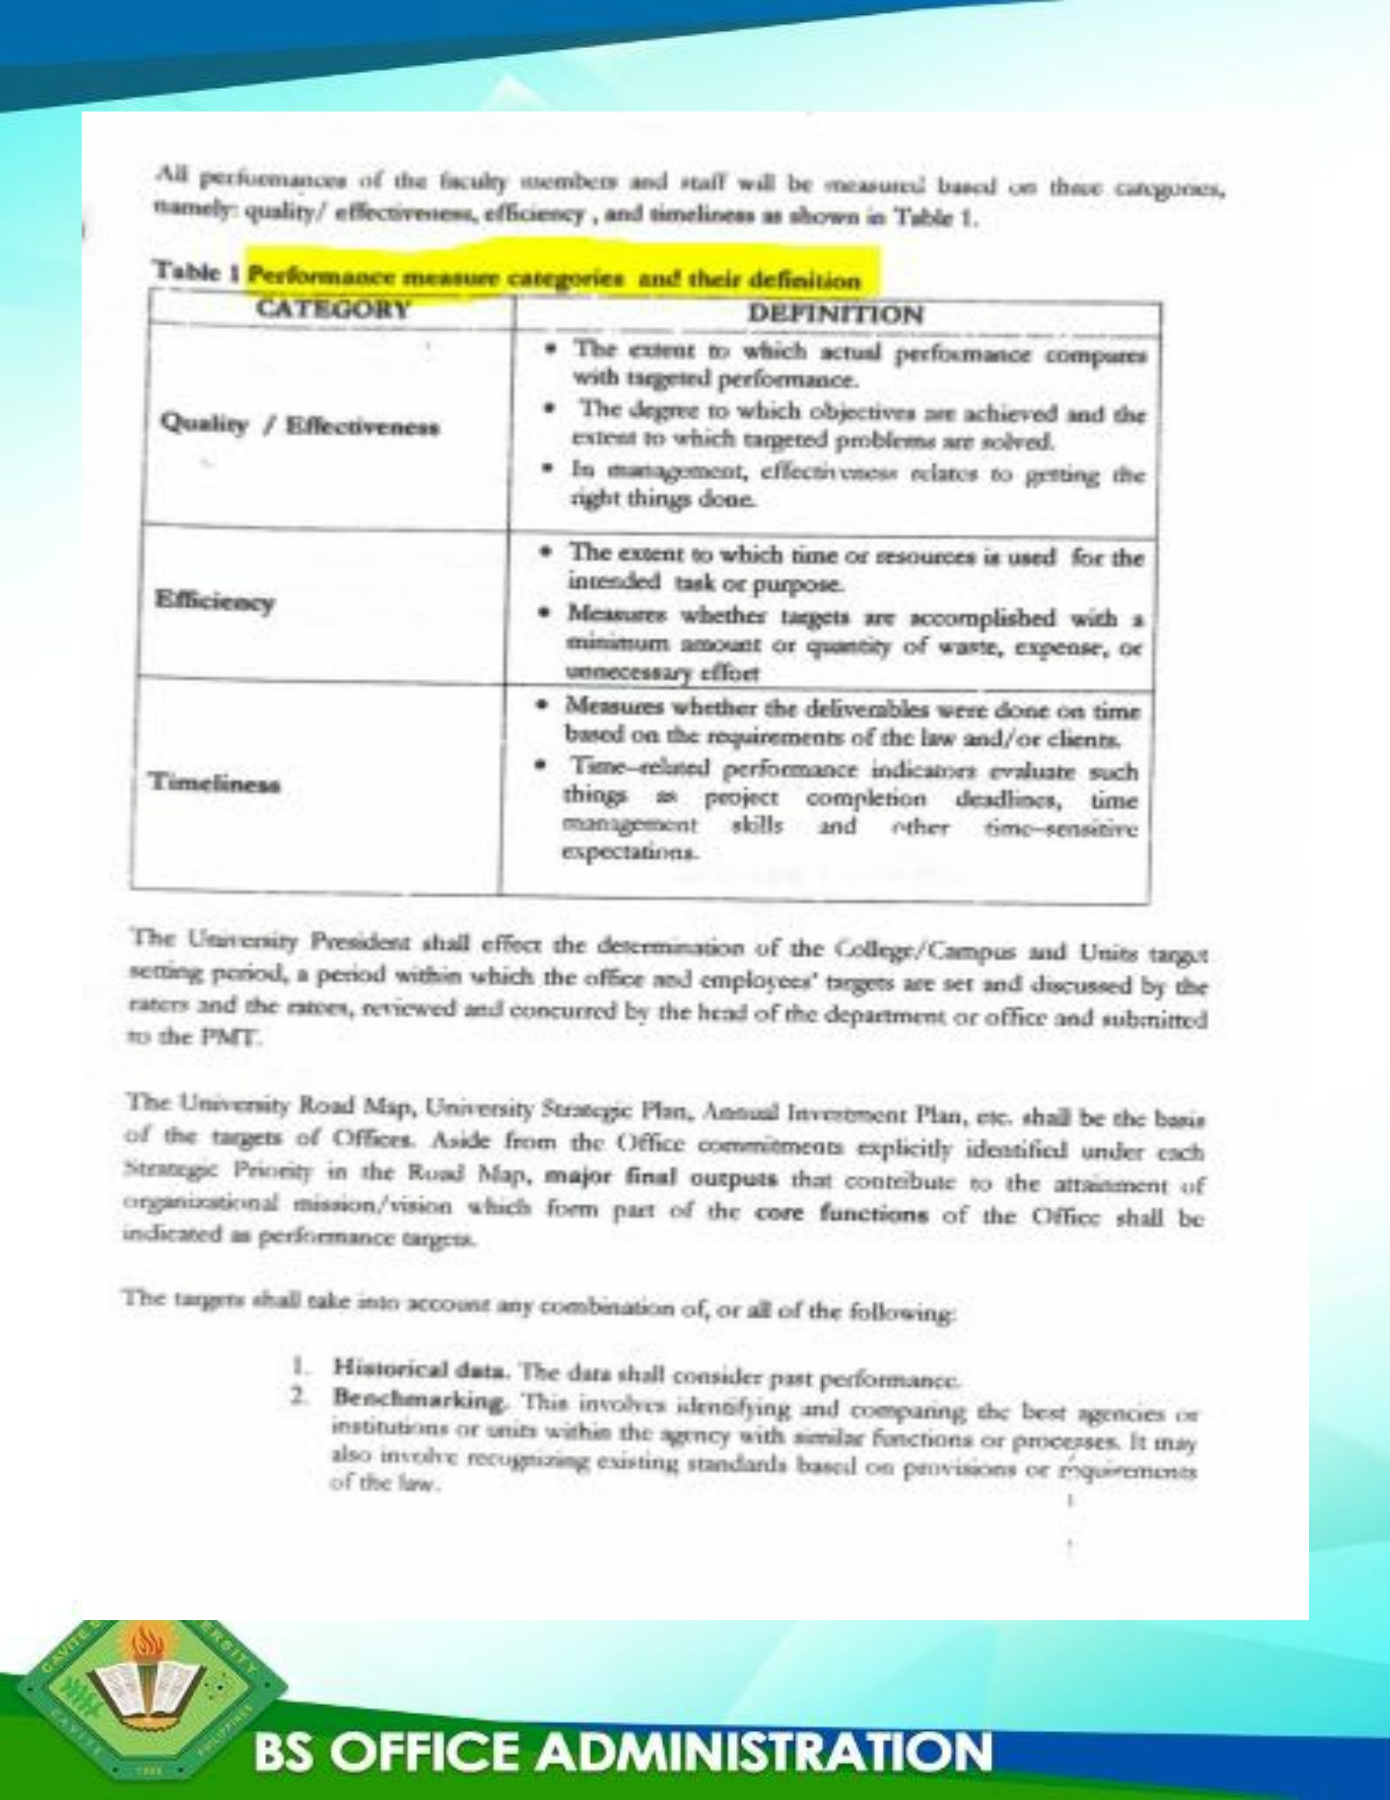 All performances of the faculty members and staff will be measured based on three categories,
namely: quality/ effectiveness, efficiency , and timeliness as shown in Table 1.
Table 1 Performance measure categories and their definition
CATEGORY
DEFINITION
Quality / Effectiveness
• The extent to which actual performance compares
with targeted performance.
• The degree to which objectives are achieved and the
extent to which targeted problems are solved.
• In management, effectiveness relates to getting the
right things done.
Efficiency
• The extent to which time or resources is used for the
intended task or purpose.
• Measures whether targets are accomplished with a
minimum amount or quantity of waste, expense, or
unnecessary effort
Timeliness
• Measures whether the deliverables were done on time
based on the requirements of the law and/or clients.
• Time-related performance indicators evaluate such
things as project completion deadlines, time
management skills and other time-sensitive
expectations.
The University President shall effect the determination of the College/Campus and Units target
setting period, a period within which the office and employees' targets are set and discussed by the
raters and the ratees, reviewed and concurred by the head of the department or office and submitted
to the PMT.
The University Road Map, University Strategic Plan, Annual Investment Plan, etc. shall be the basis
of the targets of Offices. Aside from the Office commitments explicitly identified under each
Strategic Priority in the Road Map, major final outputs that contribute to the attainment of
organizational mission/vision which form part of the core functions of the Office shall be
indicated as performance targets.
The targets shall take into account any combination of, or all of the following:
1. Historical data. The data shall consider past performance.
2. Benchmarking. This involves identifying and comparing the best agencies or
institutions or units within the agency with similar functions or processes. It may
also involve recognizing existing standards based on provisions or requirements
of the law.
CAVITE
ERSITY
CAVITE
PHILIPPINES
1906
BS OFFICE ADMINISTRATION